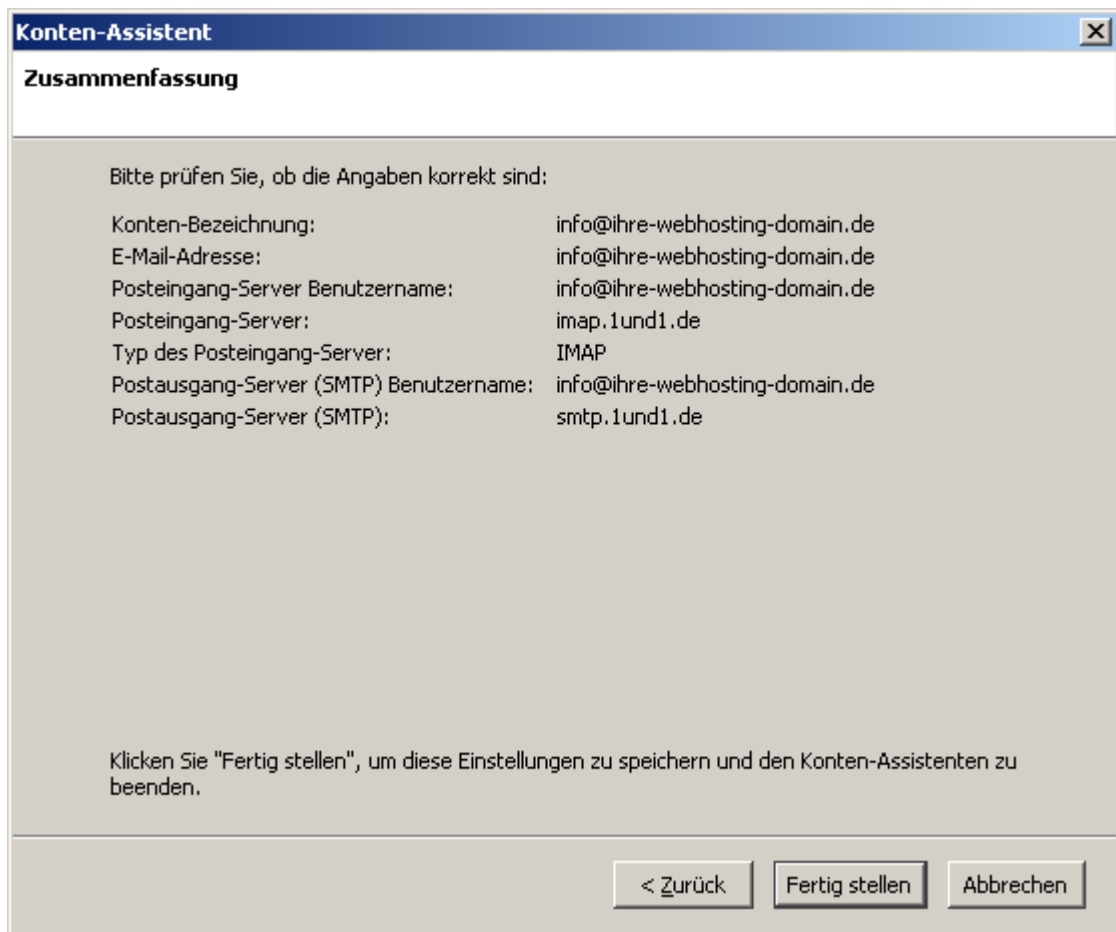 Konten-Assistent
Zusammenfassung
Bitte prüfen Sie, ob die Angaben korrekt sind:
Konten-Bezeichnung: info@ihre-webhosting-domain.de
E-Mail-Adresse: info@ihre-webhosting-domain.de
Posteingang-Server Benutzername: info@ihre-webhosting-domain.de
Posteingang-Server: imap.1und1.de
Typ des Posteingang-Server: IMAP
Postausgang-Server (SMTP) Benutzername: info@ihre-webhosting-domain.de
Postausgang-Server (SMTP): smtp.1und1.de
Klicken Sie "Fertig stellen", um diese Einstellungen zu speichern und den Konten-Assistenten zu
beenden.
< Zurück Fertig stellen Abbrechen